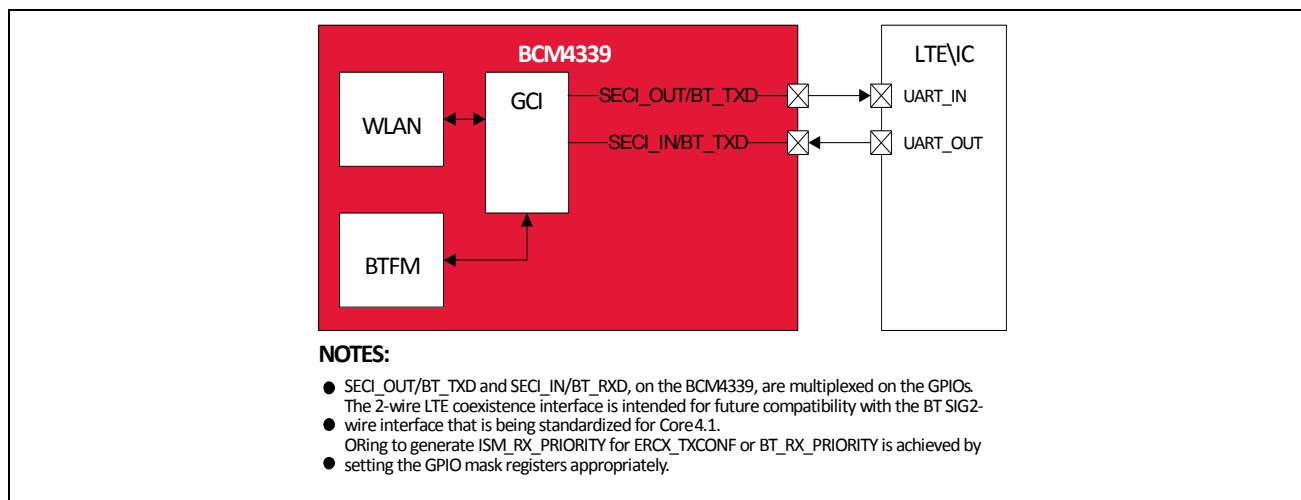 BCM4339
LTE\IC
WLAN
GCI
SECI_OUT/BT_TXD
UART_IN
SECI_IN/BT_TXD
UART_OUT
BTFM
NOTES:
● SECI_OUT/BT_TXD and SECI_IN/BT_RXD, on the BCM4339, are multiplexed on the GPIOs.
The 2-wire LTE coexistence interface is intended for future compatibility with the BT SIG2-
● wire interface that is being standardized for Core4.1.
ORing to generate ISM_RX_PRIORITY for ERCX_TXCONF or BT_RX_PRIORITY is achieved by
● setting the GPIO mask registers appropriately.